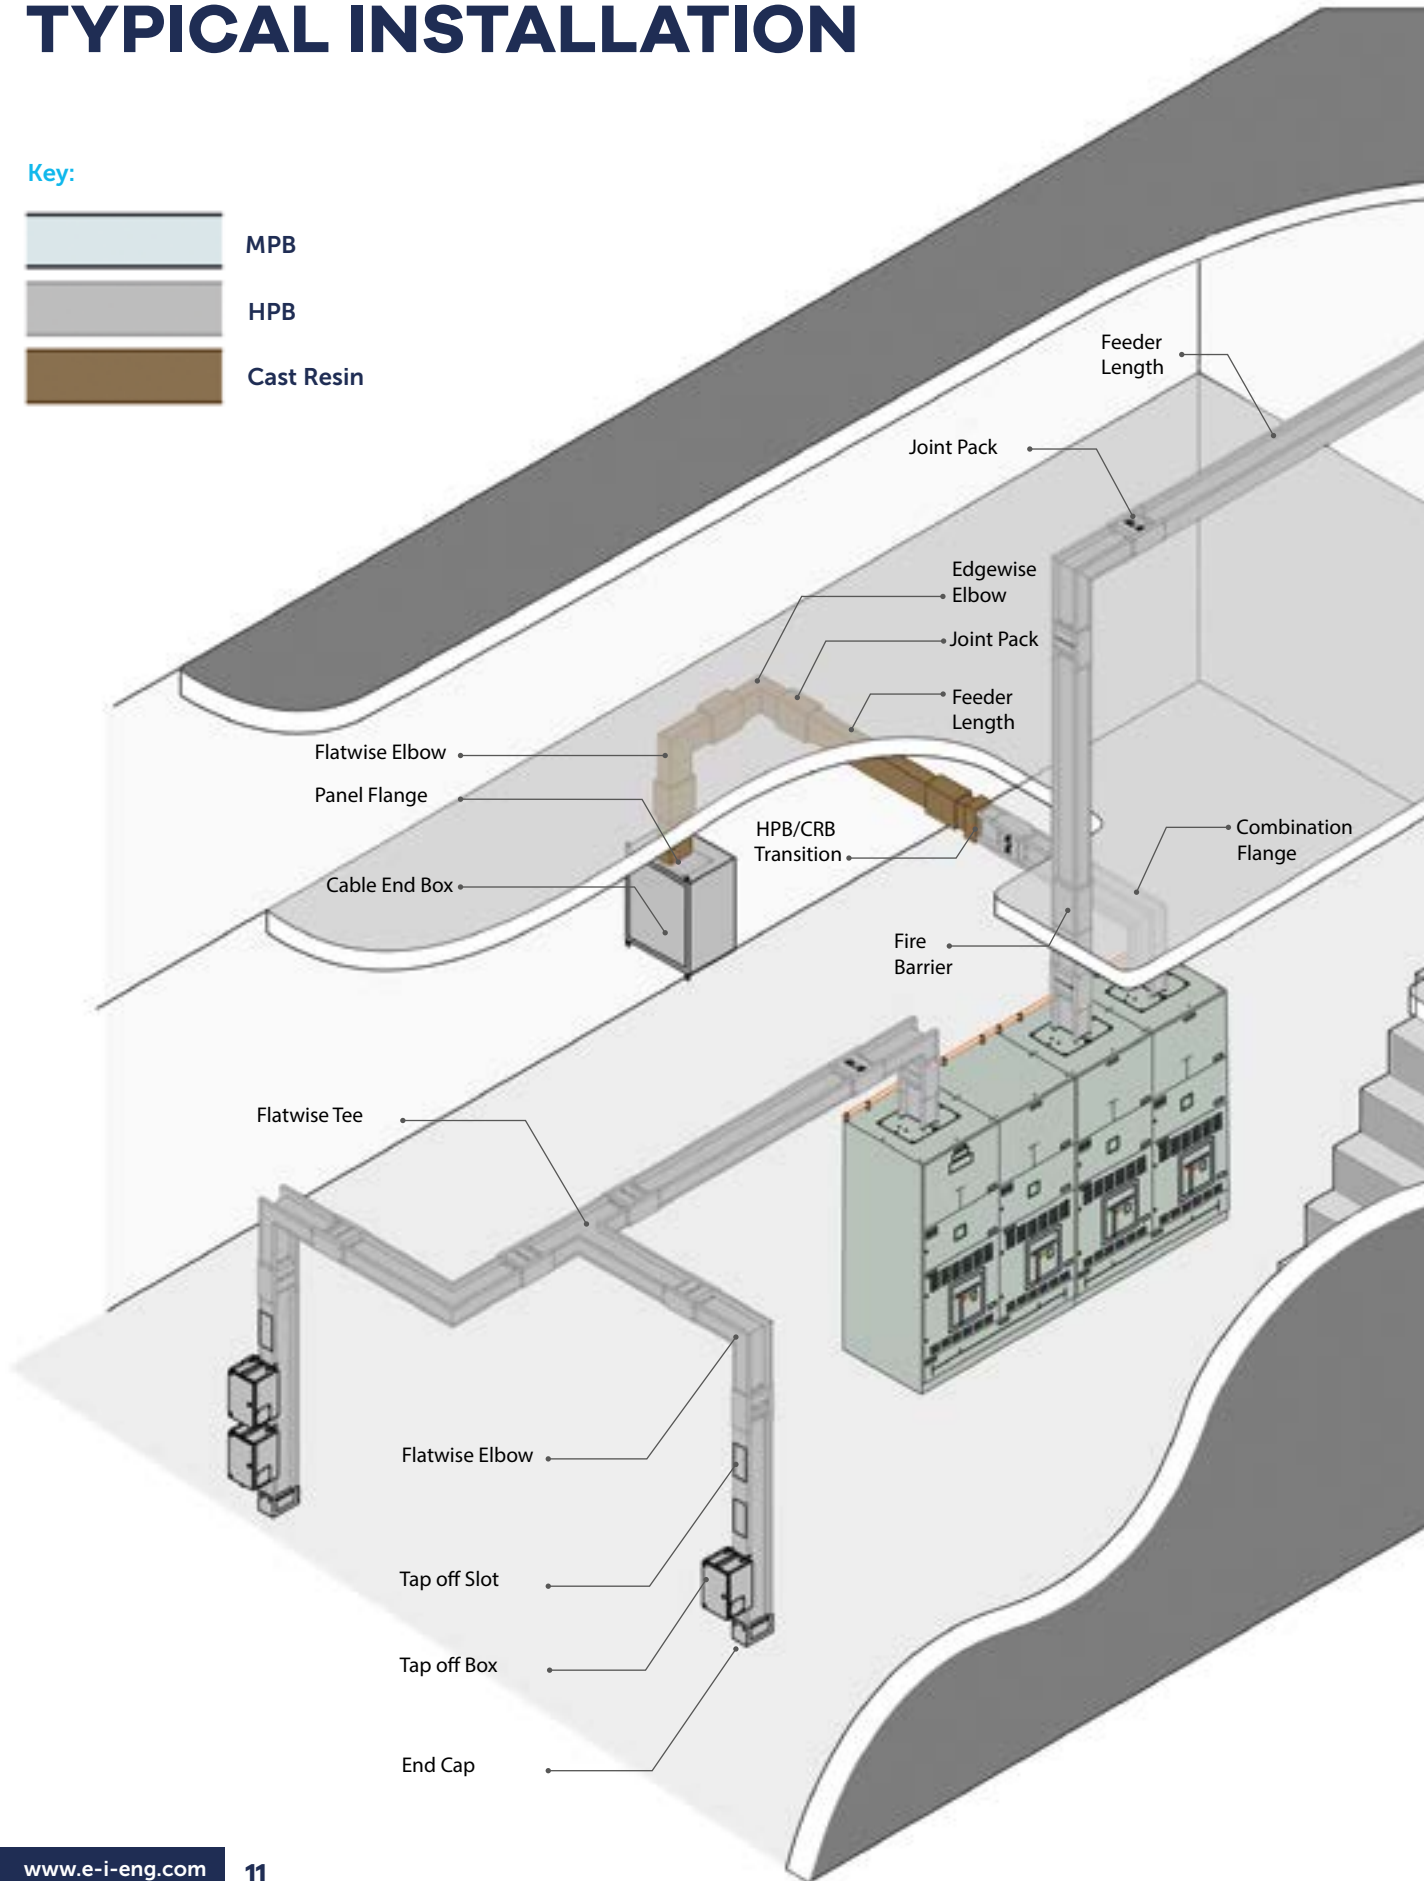 TYPICAL INSTALLATION
Key:
MPB
HPB
Cast Resin
Feeder
Length
Joint Pack
Edgewise
Elbow
Joint Pack
Feeder
Length
Flatwise Elbow
Panel Flange
HPB/CRB
Transition
Combination
Flange
Cable End Box
Fire
Barrier
Flatwise Tee
Flatwise Elbow
Tap off Slot
Tap off Box
End Cap
www.e-i-eng.com
11